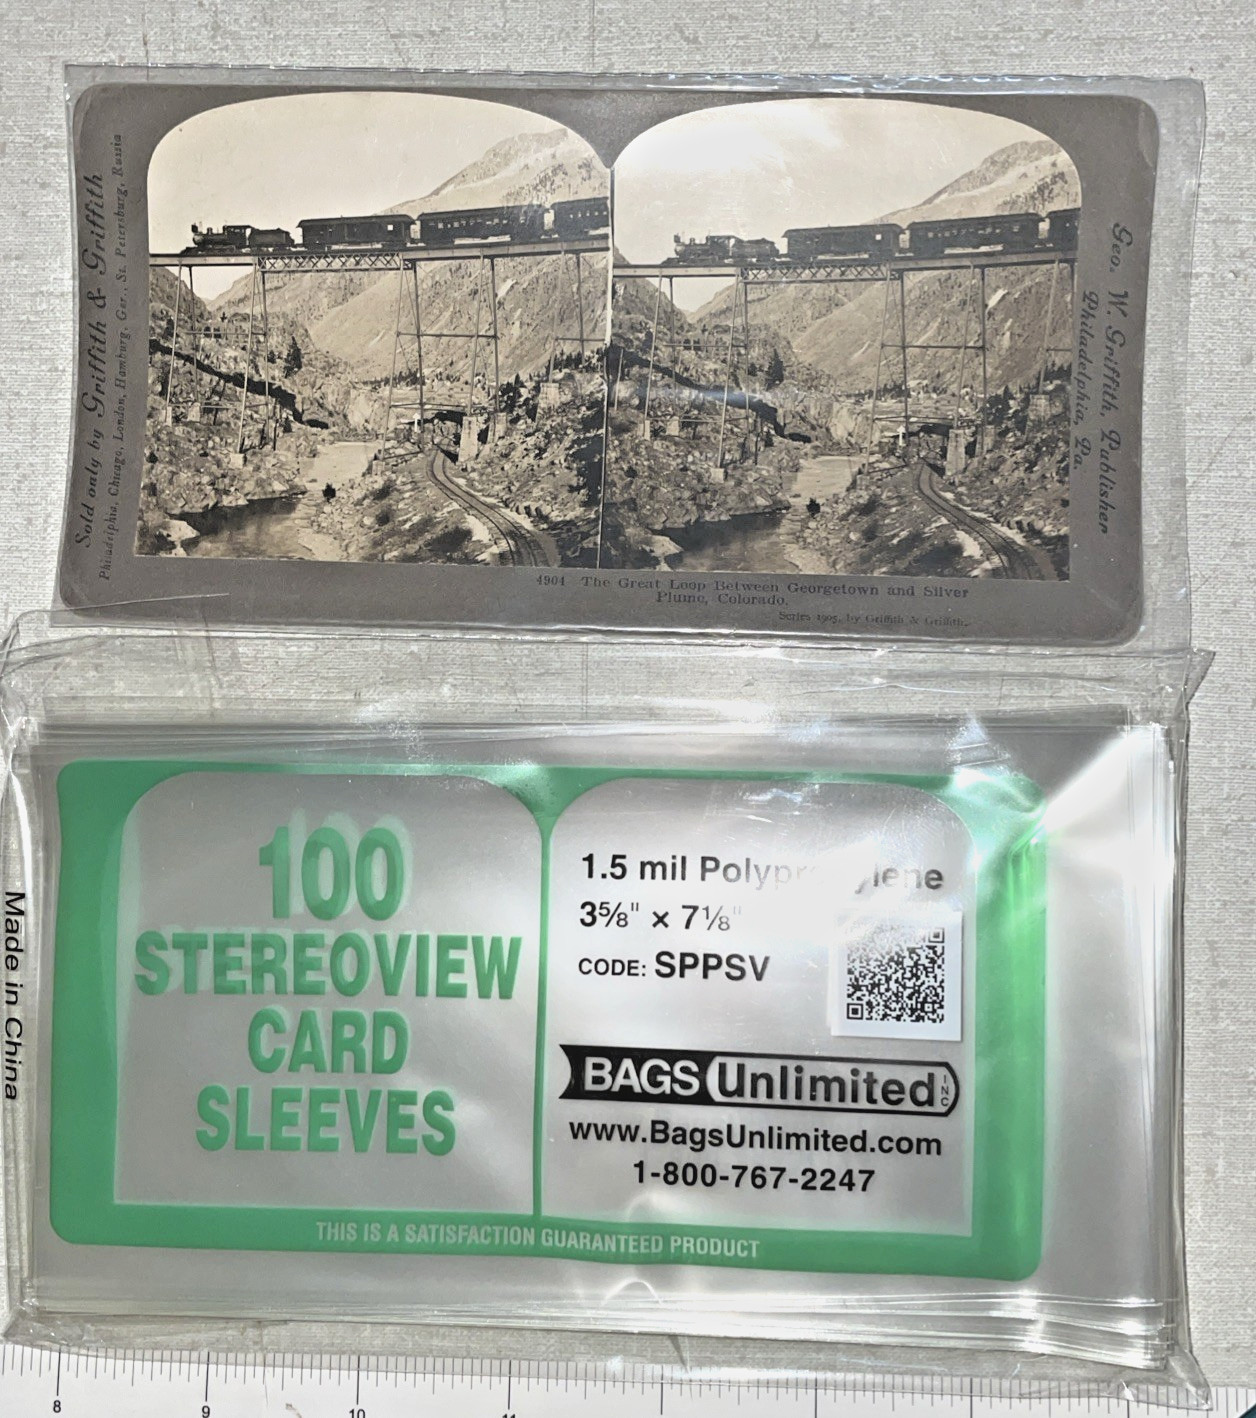 Sold only by Griffith & Griffith
Philadelphia, Chicago, London, Hamburg, Ger., St. Petersburg, Russia
Geo. W. Griffith, Publisher
Philadelphia, Pa.
4904 The Great Loop Between Georgetown and Silver
Plume, Colorado.
Series 1905, by Griffith & Griffith.
Made in China
100
STEREOVIEW
CARD
SLEEVES
1.5 mil Polypropylene
3⅝" x 7⅛"
CODE: SPPSV
BAGS Unlimited INC
www.BagsUnlimited.com
1-800-767-2247
THIS IS A SATISFACTION GUARANTEED PRODUCT
8
9
10
11